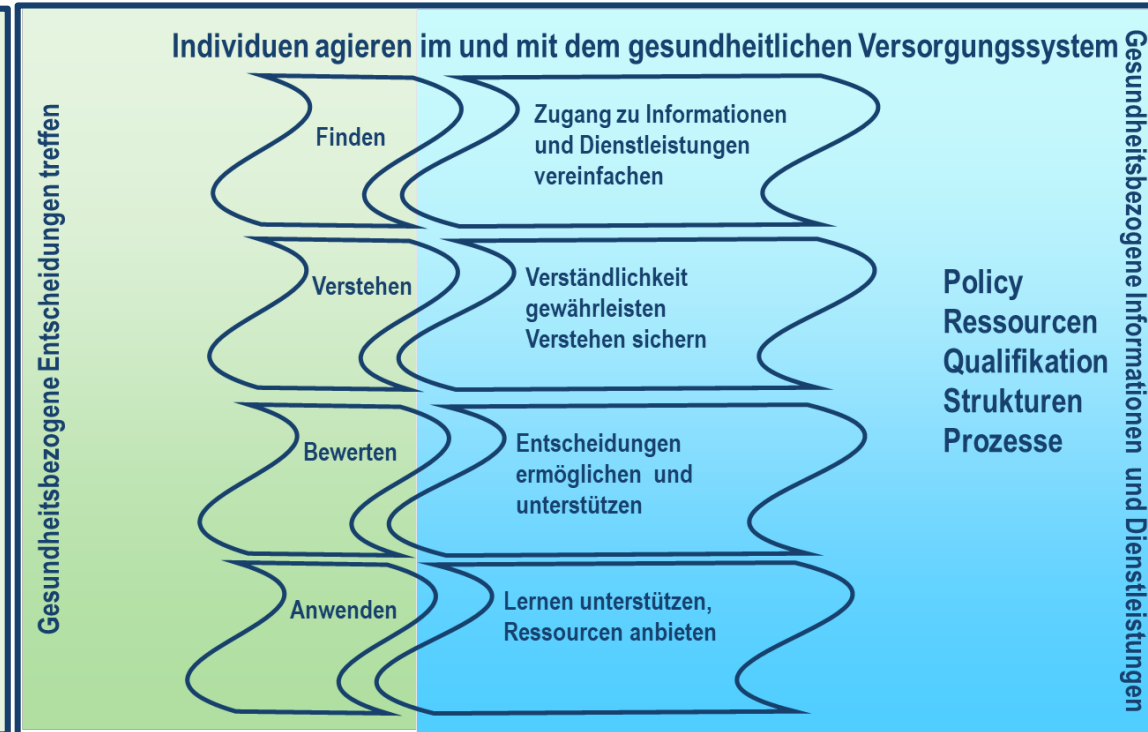 Individuen agieren im und mit dem gesundheitlichen Versorgungssystem
Gesundheitsbezogene Entscheidungen treffen
Finden
Zugang zu Informationen
und Dienstleistungen
vereinfachen
Verstehen
Verständlichkeit
gewährleisten
Verstehen sichern
Bewerten
Entscheidungen
ermöglichen und
unterstützen
Anwenden
Lernen unterstützen,
Ressourcen anbieten
Policy
Ressourcen
Qualifikation
Strukturen
Prozesse
Gesundheitsbezogene Informationen und Dienstleistungen